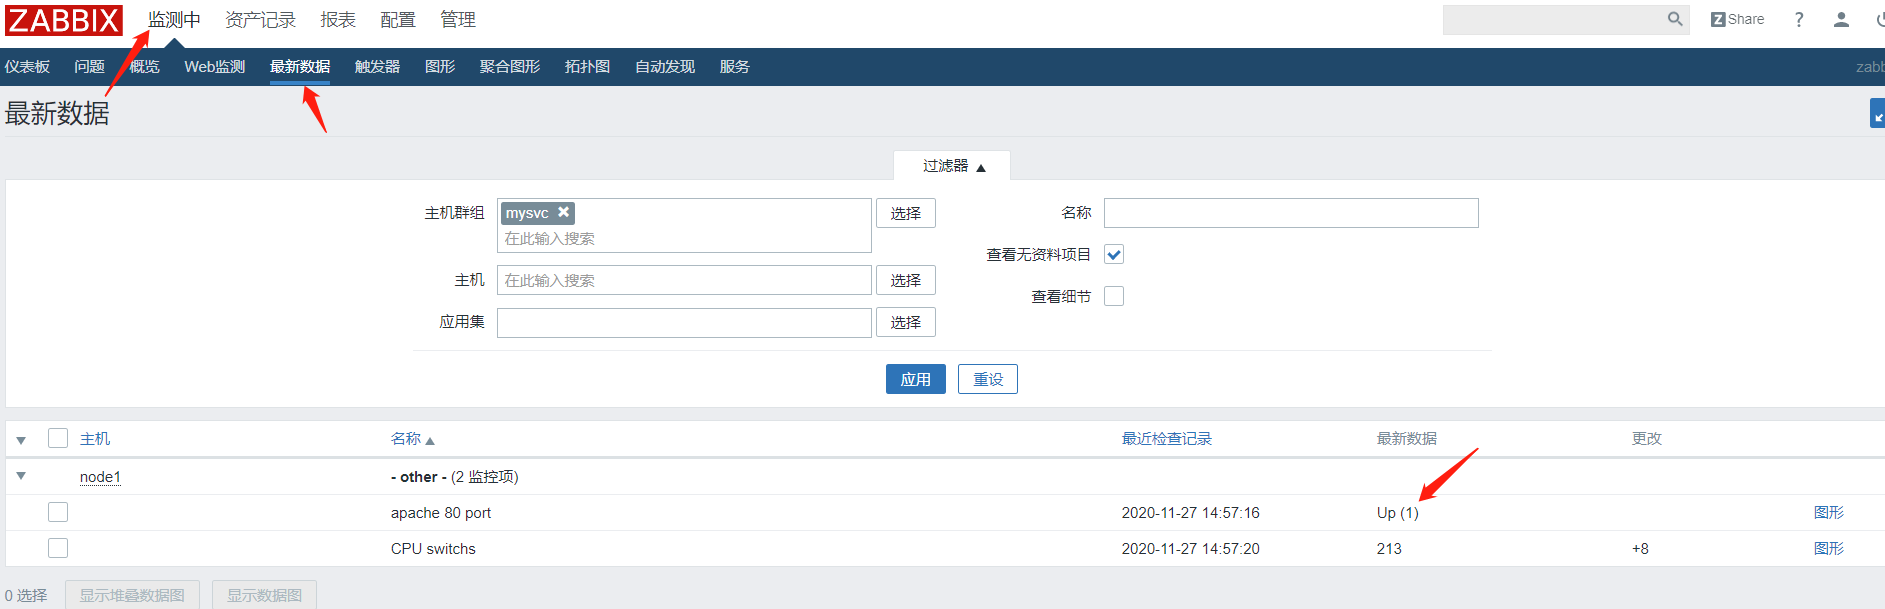 ZABBIX 监测中 资产记录 报表 配置 管理 Z Share ?
仪表板 问题 概览 Web监测 最新数据 触发器 图形 聚合图形 拓扑图 自动发现 服务 zabb
最新数据
过滤器 ▲
主机群组 mysvc ✖ 选择 名称
在此输入搜索
查看无资料项目
主机 在此输入搜索 选择
查看细节
应用集 选择
应用 重设
▼ 主机 名称 ▲ 最近检查记录 最新数据 更改
▼ node1 - other - (2 监控项)
apache 80 port 2020-11-27 14:57:16 Up (1) 图形
CPU switchs 2020-11-27 14:57:20 213 +8 图形
0 选择 显示堆叠数据图 显示数据图